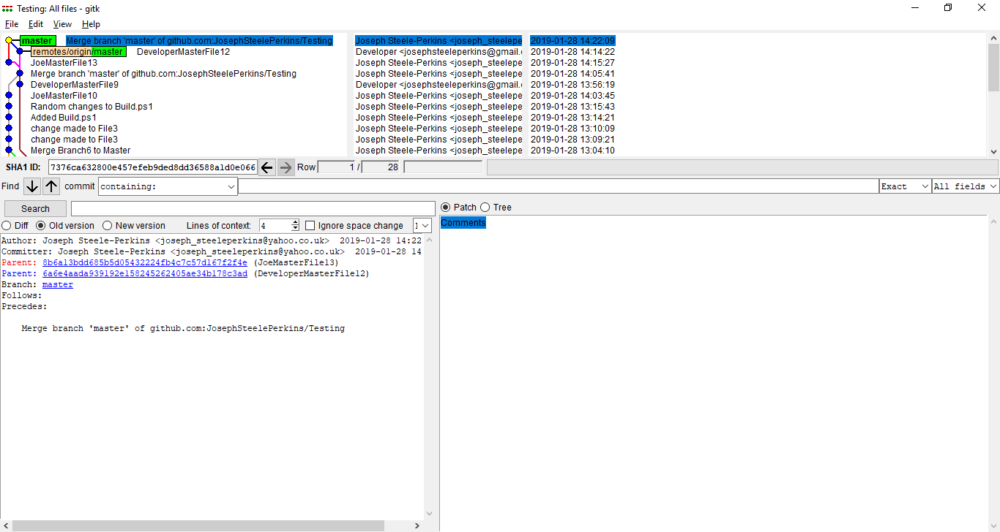 Testing: All files - gitk
File Edit View Help
master Merge branch 'master' of github.com:JosephSteelePerkins/Testing Joseph Steele-Perkins <joseph_steelepe 2019-01-28 14:22:09
remotes/origin/master DeveloperMasterFile12 Developer <josephsteeleperkins@gmail.c 2019-01-28 14:14:22
JoeMasterFile13 Joseph Steele-Perkins <joseph_steelepe 2019-01-28 14:15:27
Merge branch 'master' of github.com:JosephSteelePerkins/Testing Joseph Steele-Perkins <joseph_steelepe 2019-01-28 14:05:41
DeveloperMasterFile9 Developer <josephsteeleperkins@gmail.c 2019-01-28 13:56:19
JoeMasterFile10 Joseph Steele-Perkins <joseph_steelepe 2019-01-28 14:03:45
Random changes to Build.ps1 Joseph Steele-Perkins <joseph_steelepe 2019-01-28 13:15:43
Added Build.ps1 Joseph Steele-Perkins <joseph_steelepe 2019-01-28 13:14:21
change made to File3 Joseph Steele-Perkins <joseph_steelepe 2019-01-28 13:10:09
change made to File3 Joseph Steele-Perkins <joseph_steelepe 2019-01-28 13:09:21
Merge Branch6 to Master Joseph Steele-Perkins <joseph_steelepe 2019-01-28 13:04:10
SHA1 ID: 7376ca632800e457efeb9ded8dd36588a1d0e066 Row 1 / 28
Find commit containing: Exact All fields
Search Patch Tree
Diff Old version New version Lines of context: 4 Ignore space change
Comments
Author: Joseph Steele-Perkins <joseph_steeleperkins@yahoo.co.uk> 2019-01-28 14:22
Committer: Joseph Steele-Perkins <joseph_steeleperkins@yahoo.co.uk> 2019-01-28 14
Parent: 8b6a13bdd685b5d05432224fb4c7c57d167f2f4e (JoeMasterFile13)
Parent: 6a6e4aada939192e158245262405ae34b178c3ad (DeveloperMasterFile12)
Branch: master
Follows:
Precedes:
Merge branch 'master' of github.com:JosephSteelePerkins/Testing